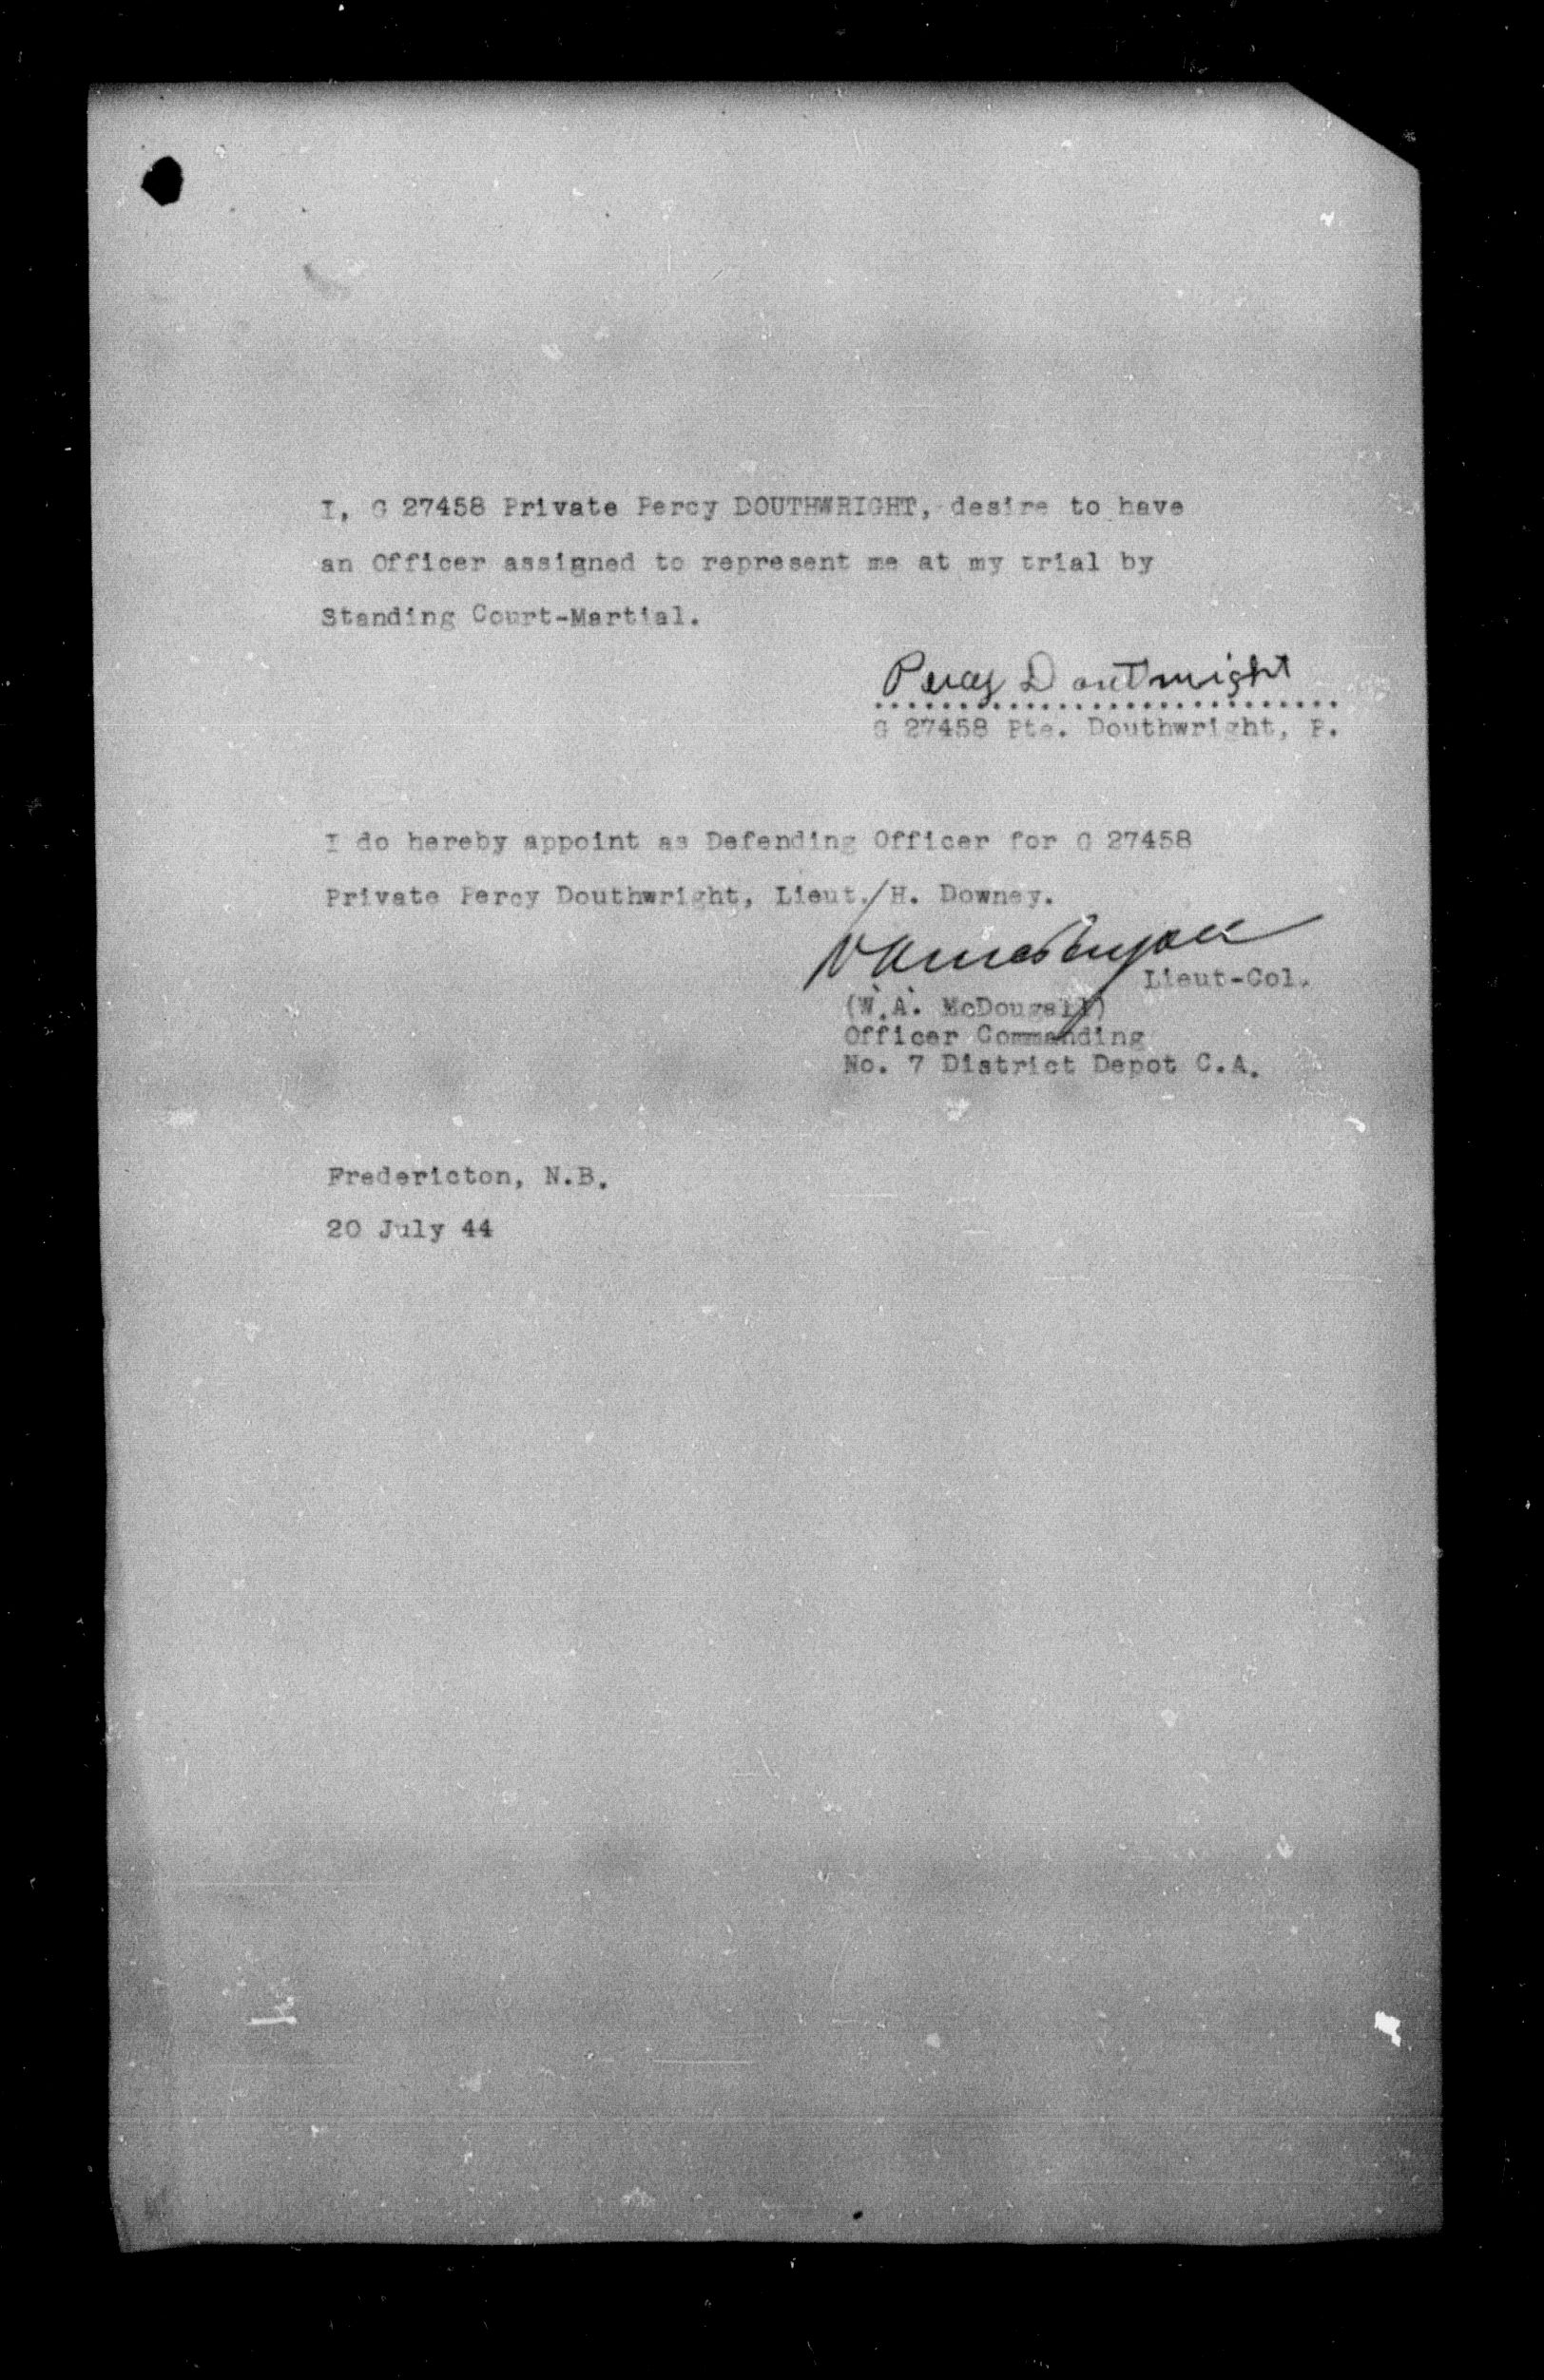 I, G 27458 Private Percy DOUTHWRIGHT, desire to have
an Officer assigned to represent me at my trial by
Standing Court-Martial.
Percy Douthwright
G 27458 Pte. Douthwright, P.
I do hereby appoint as Defending Officer for G 27458
Private Percy Douthwright, Lieut./H. Downey.
Lieut-Col.
(W.A. McDougall)
Officer Commanding
No. 7 District Depot C.A.
Fredericton, N.B.
20 July 44